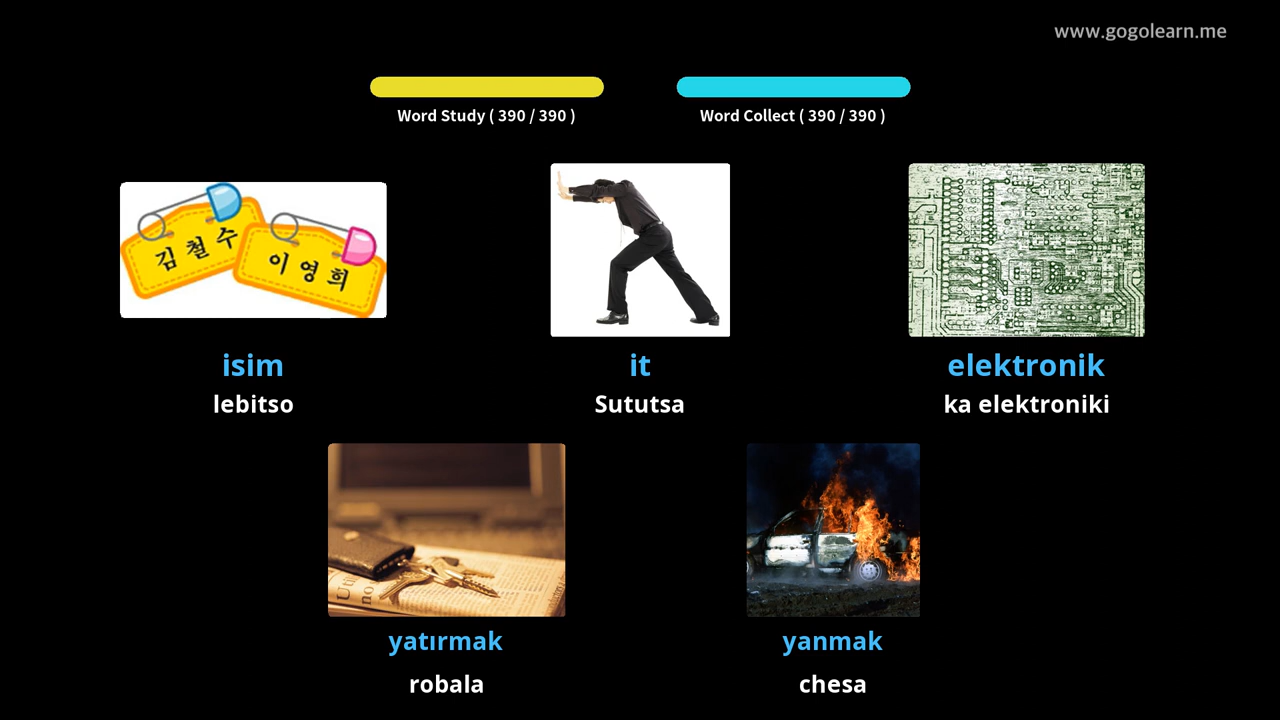 www.gogolearn.me
Word Study ( 390 / 390 )
Word Collect ( 390 / 390 )
김철수
이영희
isim
it
elektronik
lebitso
Sututsa
ka elektroniki
yatırmak
yanmak
robala
chesa